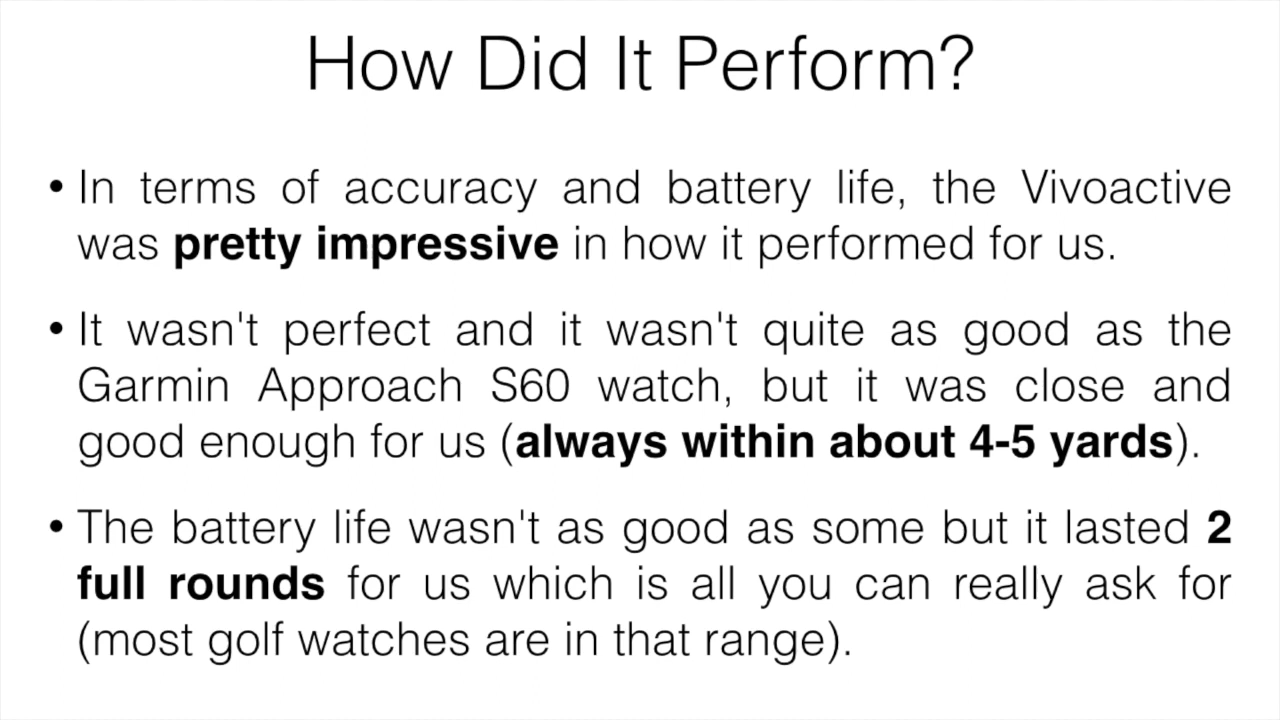 How Did It Perform?
• In terms of accuracy and battery life, the Vivoactive
was pretty impressive in how it performed for us.
• It wasn't perfect and it wasn't quite as good as the
Garmin Approach S60 watch, but it was close and
good enough for us (always within about 4-5 yards).
• The battery life wasn't as good as some but it lasted 2
full rounds for us which is all you can really ask for
(most golf watches are in that range).